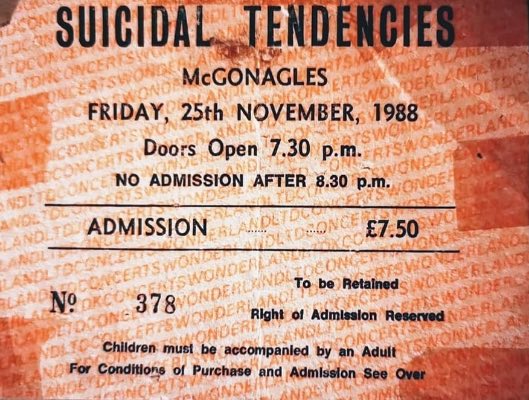 SUICIDAL TENDENCIES
McGONAGLES
FRIDAY, 25th NOVEMBER, 1988
Doors Open 7.30 p.m.
NO ADMISSION AFTER 8.30 p.m.
ADMISSION ...... ...... £7.50
To be Retained
Nº 378
Right of Admission Reserved
Children must be accompanied by an Adult
For Conditions of Purchase and Admission See Over